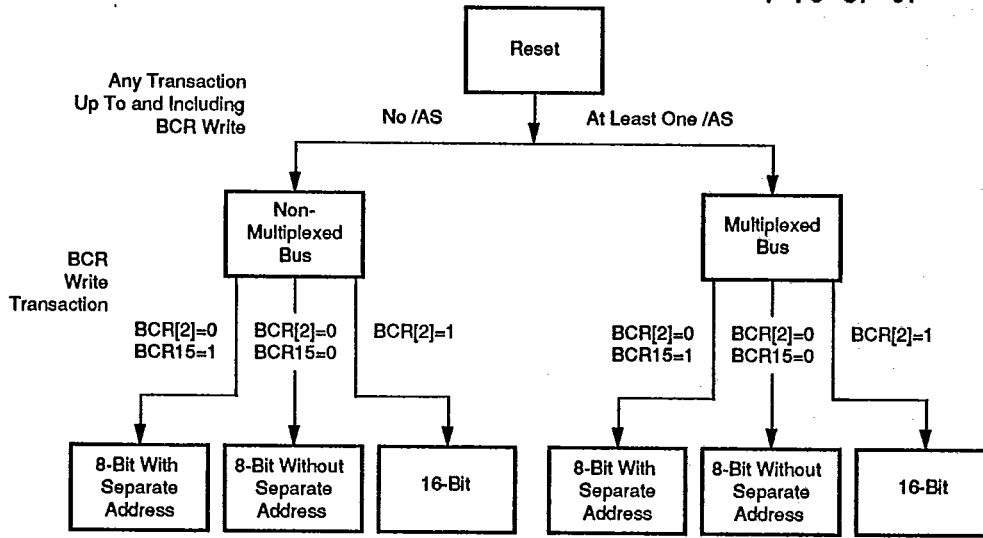 Reset
Any Transaction
Up To and Including
BCR Write
No /AS
At Least One /AS
Non-
Multiplexed
Bus
Multiplexed
Bus
BCR
Write
Transaction
BCR[2]=0
BCR15=1
BCR[2]=0
BCR15=0
BCR[2]=1
BCR[2]=0
BCR15=1
BCR[2]=0
BCR15=0
BCR[2]=1
8-Bit With
Separate
Address
8-Bit Without
Separate
Address
16-Bit
8-Bit With
Separate
Address
8-Bit Without
Separate
Address
16-Bit